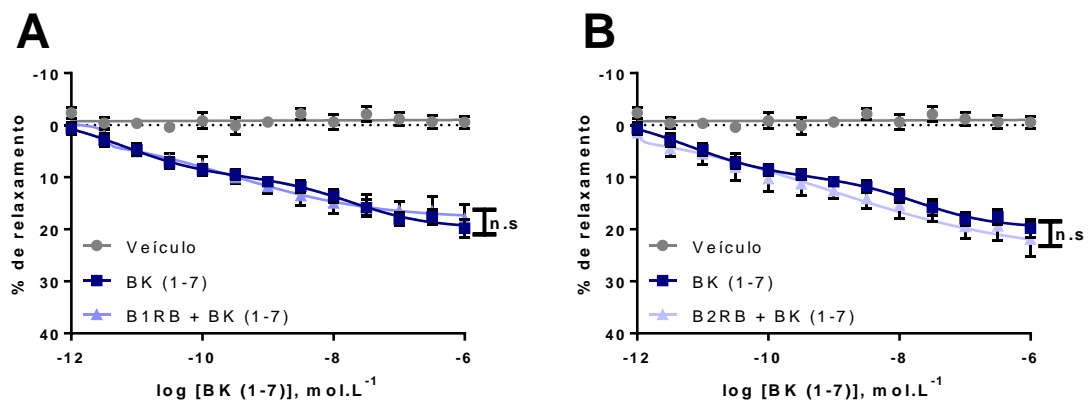 A
% de relaxamento
-10
0
10
20
30
40
n.s
Veículo
BK (1-7)
B1RB + BK (1-7)
-12
-10
-8
-6
log [BK (1-7)], mol.L⁻¹
B
% de relaxamento
-10
0
10
20
30
40
n.s
Veículo
BK (1-7)
B2RB + BK (1-7)
-12
-10
-8
-6
log [BK (1-7)], mol.L⁻¹